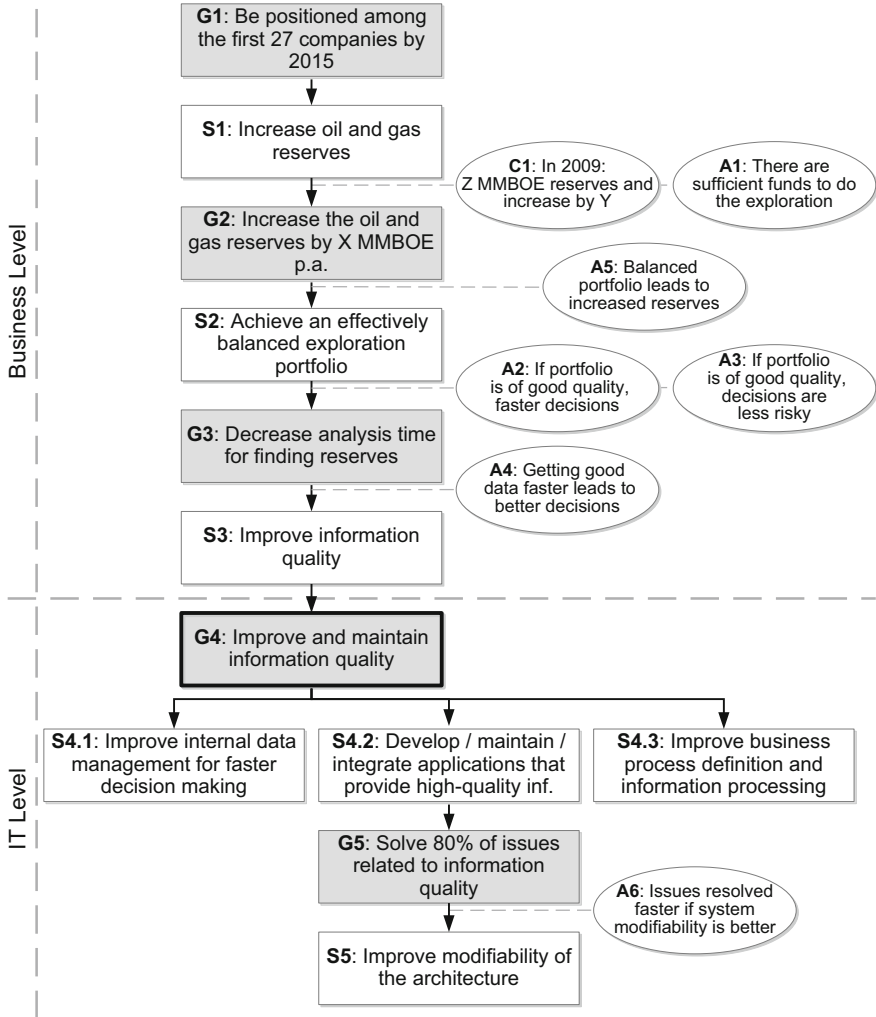 G1: Be positioned among
the first 27 companies by
2015
S1: Increase oil and gas
reserves
C1: In 2009:
Z MMBOE reserves and
increase by Y
A1: There are
sufficient funds to do
the exploration
G2: Increase the oil and
gas reserves by X MMBOE
p.a.
A5: Balanced
portfolio leads to
increased reserves
S2: Achieve an effectively
balanced exploration
portfolio
A2: If portfolio
is of good quality,
faster decisions
A3: If portfolio
is of good quality,
decisions are
less risky
G3: Decrease analysis time
for finding reserves
A4: Getting good
data faster leads to
better decisions
S3: Improve information
quality
Business Level
G4: Improve and maintain
information quality
S4.1: Improve internal data
management for faster
decision making
S4.2: Develop / maintain /
integrate applications that
provide high-quality inf.
S4.3: Improve business
process definition and
information processing
G5: Solve 80% of issues
related to information
quality
A6: Issues resolved
faster if system
modifiability is better
S5: Improve modifiability of
the architecture
IT Level